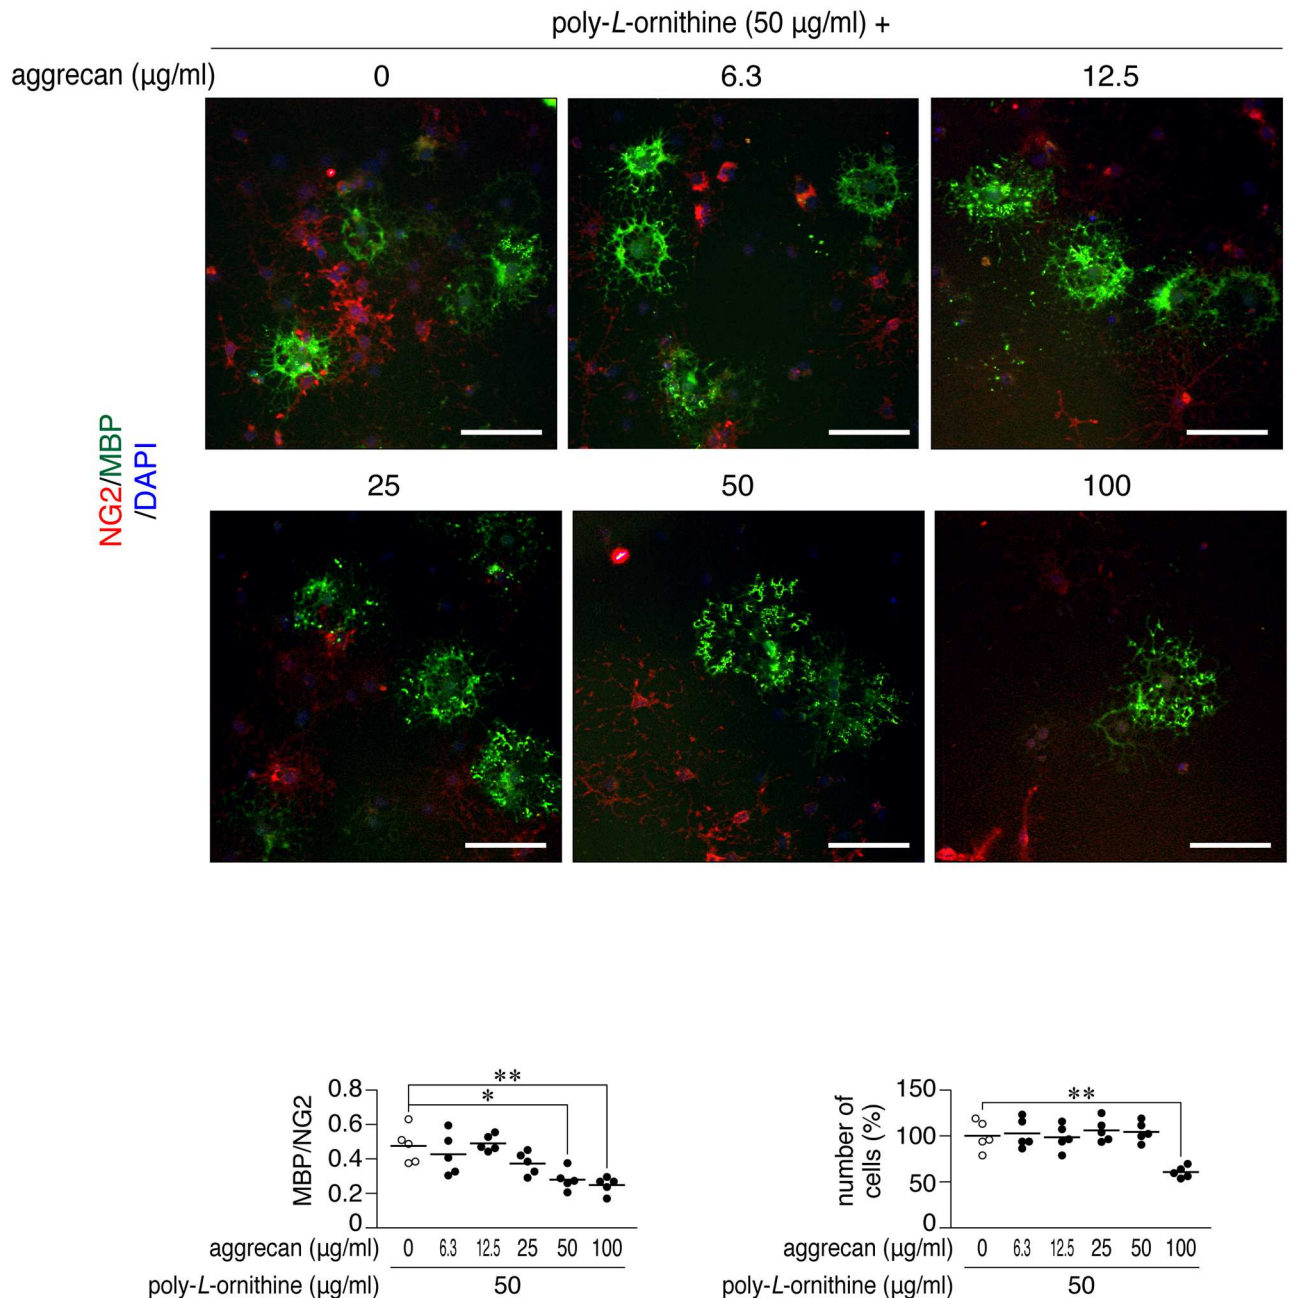 poly-L-ornithine (50 µg/ml) +
aggrecan (µg/ml) 0 6.3 12.5
NG2/MBP
/DAPI
25 50 100
** 
*
0.8
0.6
0.4
0.2
0
MBP/NG2
aggrecan (µg/ml) 0 6.3 12.5 25 50 100
poly-L-ornithine (µg/ml) 50
**
150
100
50
0
number of
cells (%)
aggrecan (µg/ml) 0 6.3 12.5 25 50 100
poly-L-ornithine (µg/ml) 50